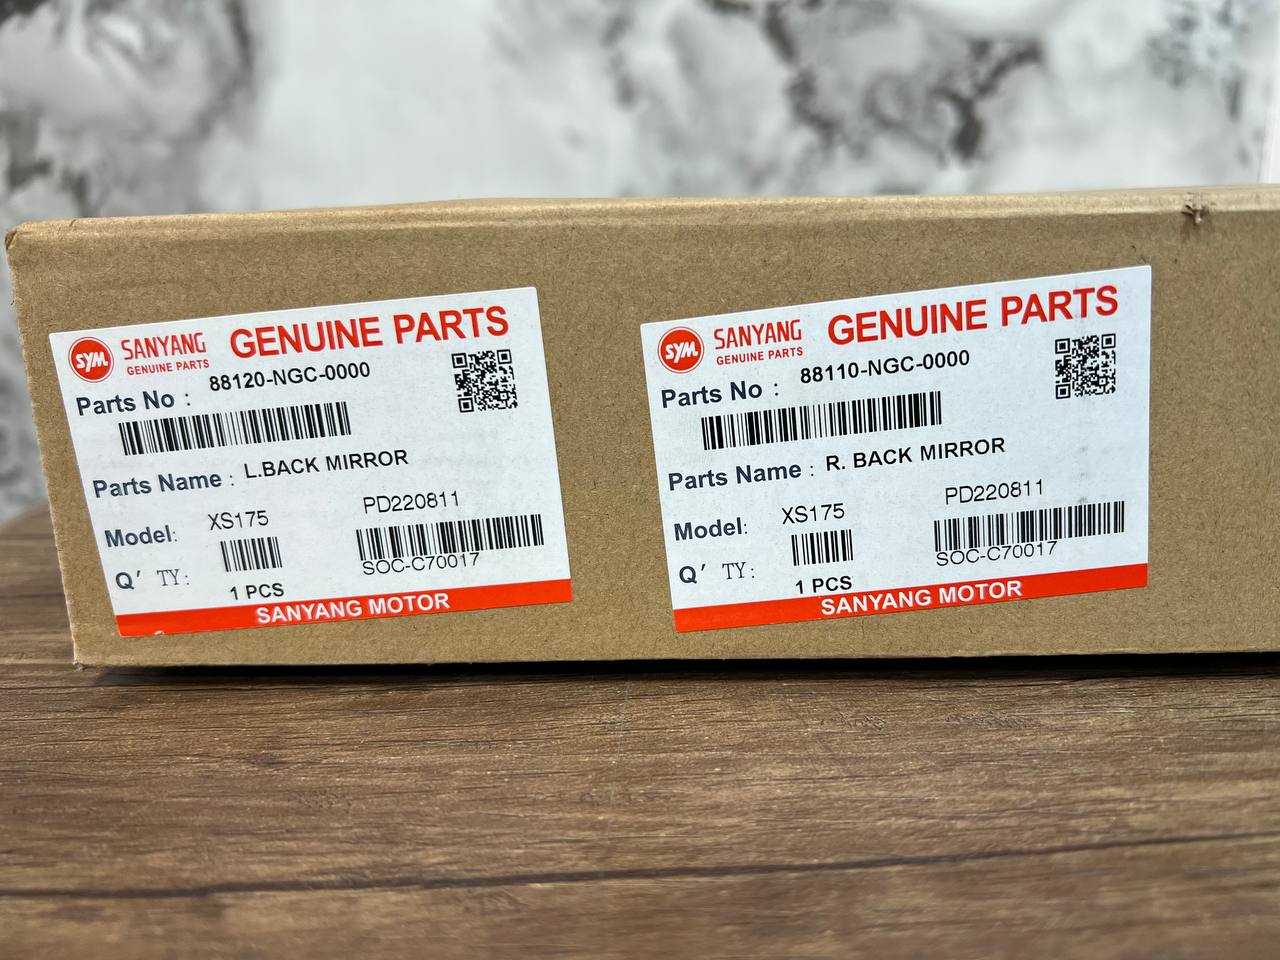 SYM SANYANG GENUINE PARTS
GENUINE PARTS
Parts No : 88120-NGC-0000
Parts Name : L.BACK MIRROR
Model: XS175 PD220811
SOC-C70017
Q' TY: 1 PCS
SANYANG MOTOR
SYM SANYANG GENUINE PARTS
GENUINE PARTS
Parts No : 88110-NGC-0000
Parts Name : R. BACK MIRROR
Model: XS175 PD220811
SOC-C70017
Q' TY: 1 PCS
SANYANG MOTOR